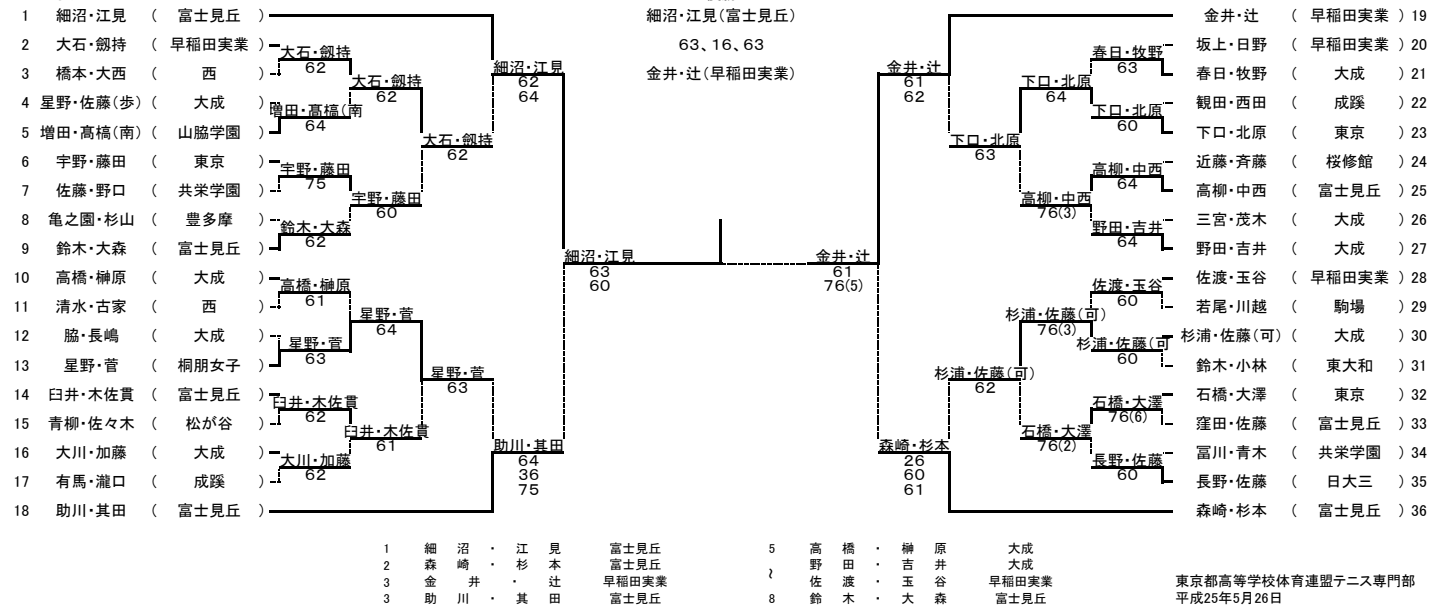 1 細沼・江見 ( 富士見丘 )
2 大石・劔持 ( 早稲田実業 )
3 橋本・大西 ( 西 )
4 星野・佐藤(歩) ( 大成 )
5 増田・髙槗(南) ( 山脇学園 )
6 宇野・藤田 ( 東京 )
7 佐藤・野口 ( 共栄学園 )
8 亀之園・杉山 ( 豊多摩 )
9 鈴木・大森 ( 富士見丘 )
10 高橋・榊原 ( 大成 )
11 清水・古家 ( 西 )
12 脇・長嶋 ( 大成 )
13 星野・菅 ( 桐朋女子 )
14 臼井・木佐貫 ( 富士見丘 )
15 青柳・佐々木 ( 松が谷 )
16 大川・加藤 ( 大成 )
17 有馬・瀧口 ( 成蹊 )
18 助川・其田 ( 富士見丘 )
大石・劔持
62
増田・髙槗(南
64
宇野・藤田
75
鈴木・大森
62
高橋・榊原
61
星野・菅
63
臼井・木佐貫
62
大川・加藤
62
大石・劔持
62
宇野・藤田
60
星野・菅
64
臼井・木佐貫
61
大石・劔持
62
星野・菅
63
細沼・江見
62
64
助川・其田
64
36
75
細沼・江見
63
60
細沼・江見(富士見丘)
63、16、63
金井・辻(早稲田実業)
金井・辻
61
76(5)
金井・辻
61
62
森崎・杉本
26
60
61
下口・北原
63
杉浦・佐藤(可)
62
下口・北原
64
高柳・中西
76(3)
杉浦・佐藤(可)
76(3)
石橋・大澤
76(2)
春日・牧野
63
下口・北原
60
高柳・中西
64
野田・吉井
64
佐渡・玉谷
60
杉浦・佐藤(可
60
石橋・大澤
76(6)
長野・佐藤
60
金井・辻 ( 早稲田実業 ) 19
坂上・日野 ( 早稲田実業 ) 20
春日・牧野 ( 大成 ) 21
観田・西田 ( 成蹊 ) 22
下口・北原 ( 東京 ) 23
近藤・斉藤 ( 桜修館 ) 24
高柳・中西 ( 富士見丘 ) 25
三宮・茂木 ( 大成 ) 26
野田・吉井 ( 大成 ) 27
佐渡・玉谷 ( 早稲田実業 ) 28
若尾・川越 ( 駒場 ) 29
杉浦・佐藤(可) ( 大成 ) 30
鈴木・小林 ( 東大和 ) 31
石橋・大澤 ( 東京 ) 32
窪田・佐藤 ( 富士見丘 ) 33
冨川・青木 ( 共栄学園 ) 34
長野・佐藤 ( 日大三 ) 35
森崎・杉本 ( 富士見丘 ) 36
1 細沼・江見 富士見丘
2 森崎・杉本 富士見丘
3 金井・辻 早稲田実業
3 助川・其田 富士見丘
5 高橋・榊原 大成
野田・吉井 大成
〜 佐渡・玉谷 早稲田実業
8 鈴木・大森 富士見丘
東京都高等学校体育連盟テニス専門部
平成25年5月26日